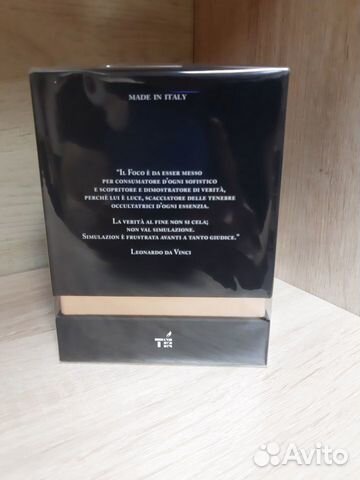 MADE IN ITALY
"IL FOCO È DA ESSER MESSO
PER CONSUMATORE D'OGNI SOFISTICO
E SCOPRITORE E DIMOSTRATORE DI VERITÀ,
PERCHÈ LUI È LUCE, SCACCIATORE DELLE TENEBRE
OCCULTATRICI D'OGNI ESSENZIA.
LA VERITÀ AL FINE NON SI CELA;
NON VAL SIMULAZIONE.
SIMULAZION È FRUSTRATA AVANTI A TANTO GIUDICE."
LEONARDO DA VINCI
Avito